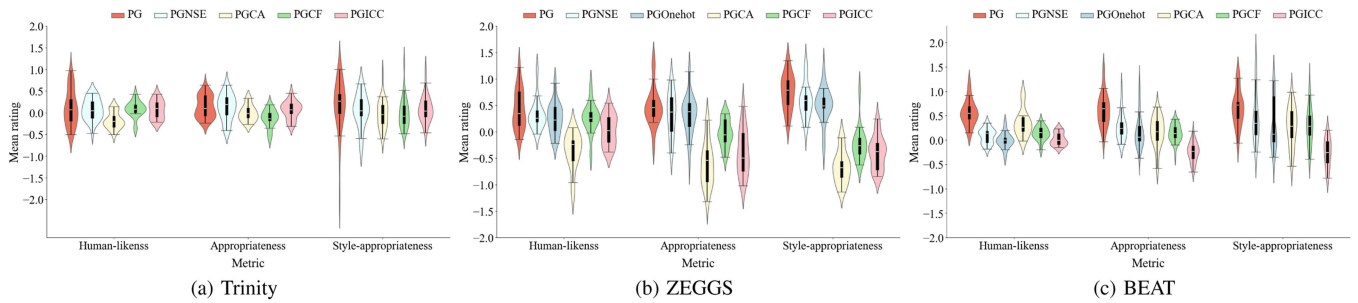 PG PGNSE PGCA PGCF PGICC
Mean rating
1.5
1.0
0.5
0.0
−0.5
−1.0
−1.5
−2.0
Human-likenss Appropriateness Style-appropriateness
Metric
(a) Trinity
PG PGNSE PGOnehot PGCA PGCF PGICC
Mean rating
2.0
1.5
1.0
0.5
0.0
−0.5
−1.0
−1.5
−2.0
Human-likenss Appropriateness Style-appropriateness
Metric
(b) ZEGGS
PG PGNSE PGOnehot PGCA PGCF PGICC
Mean rating
2.0
1.5
1.0
0.5
0.0
−0.5
−1.0
−1.5
−2.0
Human-likenss Appropriateness Style-appropriateness
Metric
(c) BEAT